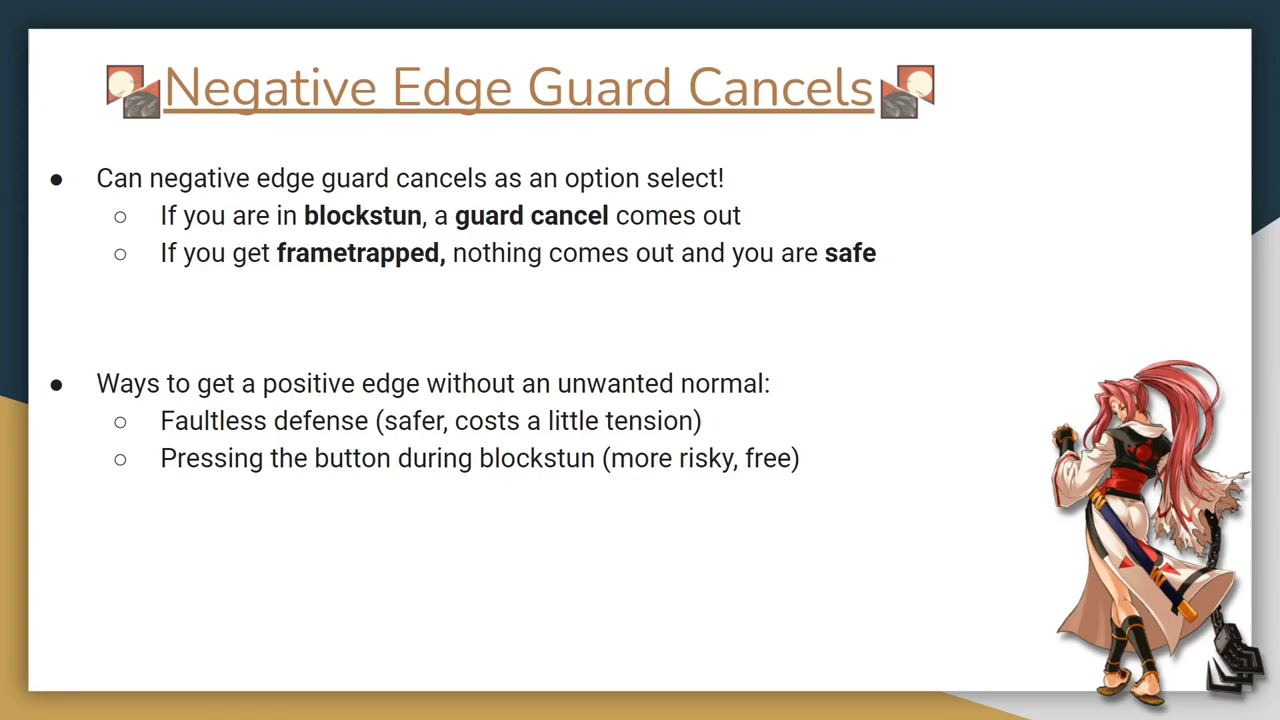 Negative Edge Guard Cancels
● Can negative edge guard cancels as an option select!
○ If you are in blockstun, a guard cancel comes out
○ If you get frametrapped, nothing comes out and you are safe
● Ways to get a positive edge without an unwanted normal:
○ Faultless defense (safer, costs a little tension)
○ Pressing the button during blockstun (more risky, free)